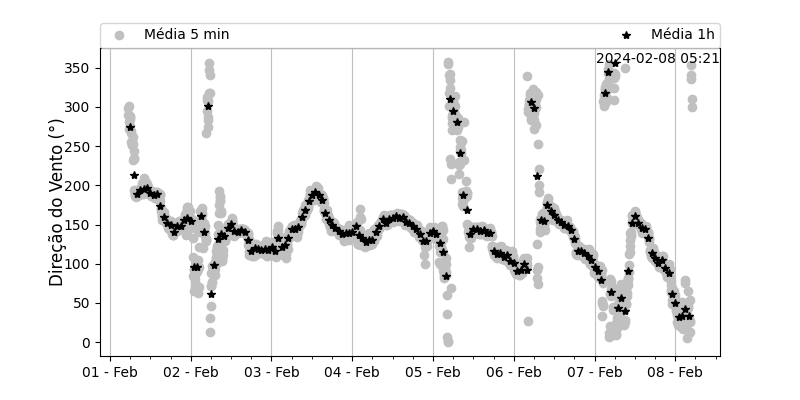 Média 5 min
Média 1h
2024-02-08 05:21
Direção do Vento (°)
350
300
250
200
150
100
50
0
01 - Feb
02 - Feb
03 - Feb
04 - Feb
05 - Feb
06 - Feb
07 - Feb
08 - Feb